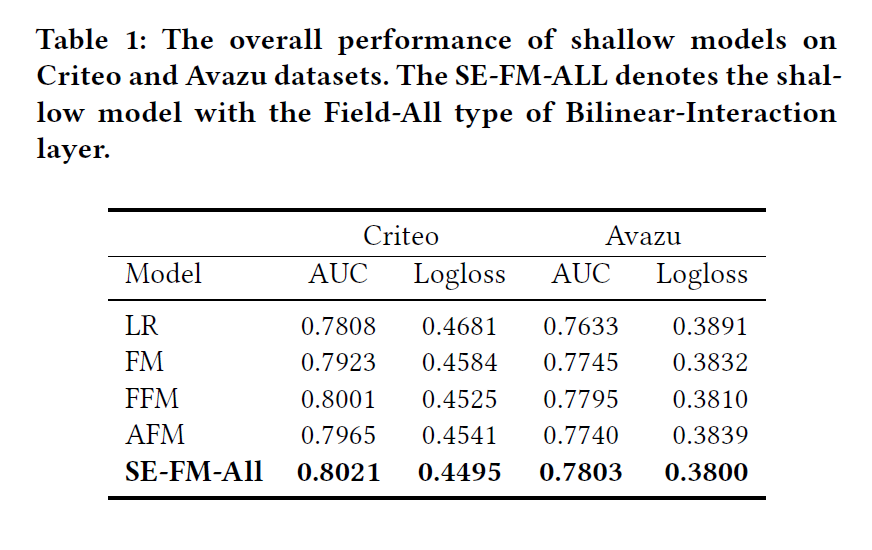 Table 1: The overall performance of shallow models on
Criteo and Avazu datasets. The SE-FM-ALL denotes the shal-
low model with the Field-All type of Bilinear-Interaction
layer.
Criteo Avazu
Model AUC Logloss AUC Logloss
LR 0.7808 0.4681 0.7633 0.3891
FM 0.7923 0.4584 0.7745 0.3832
FFM 0.8001 0.4525 0.7795 0.3810
AFM 0.7965 0.4541 0.7740 0.3839
SE-FM-All 0.8021 0.4495 0.7803 0.3800